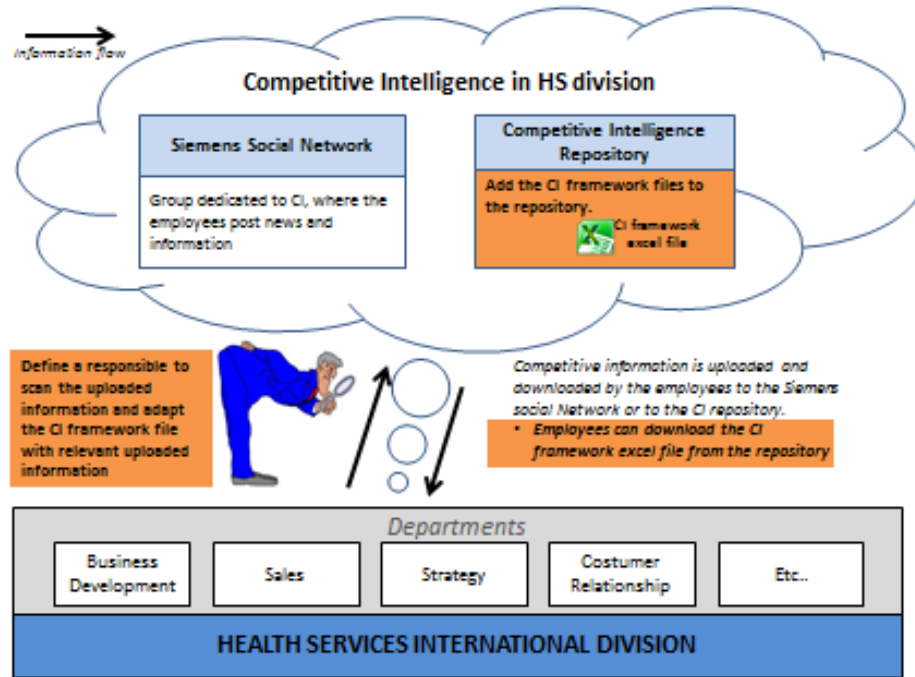 Information flow
Competitive Intelligence in HS division
Siemens Social Network
Group dedicated to CI, where the
employees post news and
information
Competitive Intelligence
Repository
Add the CI framework files to
the repository.
CI framework
excel file
Define a responsible to
scan the uploaded
information and adapt
the CI framework file
with relevant uploaded
information
Competitive information is uploaded and
downloaded by the employees to the Siemens
social Network or to the CI repository.
• Employees can download the CI
framework excel file from the repository
Departments
Business
Development
Sales
Strategy
Costumer
Relationship
Etc..
HEALTH SERVICES INTERNATIONAL DIVISION